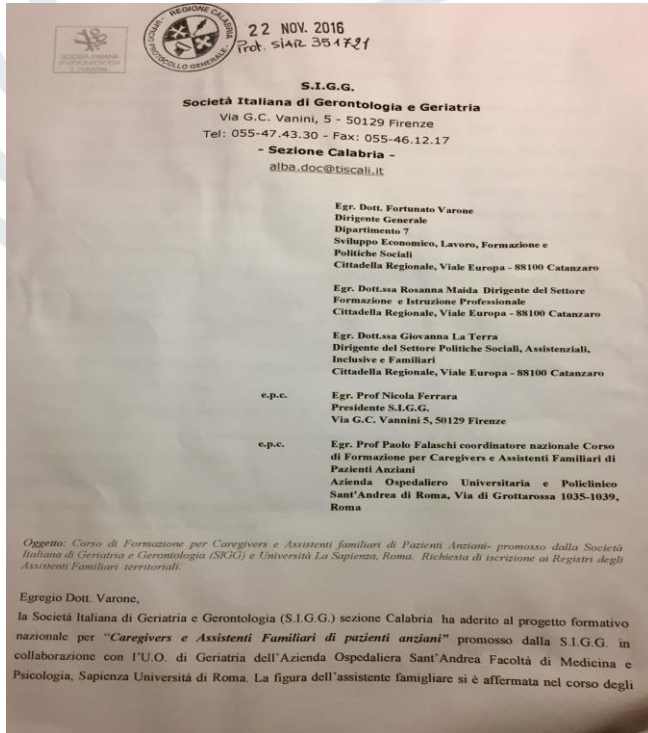 REGIONE CALABRIA
UFFICIO PROTOCOLLO GENERALE
22 NOV. 2016
Prot. SIAR 351721
SOCIETÀ ITALIANA
DI GERONTOLOGIA
E GERIATRIA
S.I.G.G.
Società Italiana di Gerontologia e Geriatria
Via G.C. Vanini, 5 - 50129 Firenze
Tel: 055-47.43.30 - Fax: 055-46.12.17
- Sezione Calabria -
alba.doc@tiscali.it
Egr. Dott. Fortunato Varone
Dirigente Generale
Dipartimento 7
Sviluppo Economico, Lavoro, Formazione e
Politiche Sociali
Cittadella Regionale, Viale Europa - 88100 Catanzaro
Egr. Dott.ssa Rosanna Maida Dirigente del Settore
Formazione e Istruzione Professionale
Cittadella Regionale, Viale Europa - 88100 Catanzaro
Egr. Dott.ssa Giovanna La Terra
Dirigente del Settore Politiche Sociali, Assistenziali,
Inclusive e Familiari
Cittadella Regionale, Viale Europa - 88100 Catanzaro
e.p.c. Egr. Prof Nicola Ferrara
Presidente S.I.G.G.
Via G.C. Vannini 5, 50129 Firenze
e.p.c. Egr. Prof Paolo Falaschi coordinatore nazionale Corso
di Formazione per Caregivers e Assistenti Familiari di
Pazienti Anziani
Azienda Ospedaliero Universitaria e Policlinico
Sant'Andrea di Roma, Via di Grottarossa 1035-1039,
Roma
Oggetto: Corso di Formazione per Caregivers e Assistenti familiari di Pazienti Anziani- promosso dalla Società
Italiana di Geriatria e Gerontologia (SIGG) e Università La Sapienza, Roma. Richiesta di iscrizione ai Registri degli
Assistenti Familiari territoriali.
Egregio Dott. Varone,
la Società Italiana di Geriatria e Gerontologia (S.I.G.G.) sezione Calabria ha aderito al progetto formativo
nazionale per "Caregivers e Assistenti Familiari di pazienti anziani" promosso dalla S.I.G.G. in
collaborazione con l'U.O. di Geriatria dell'Azienda Ospedaliera Sant'Andrea Facoltà di Medicina e
Psicologia, Sapienza Università di Roma. La figura dell'assistente famigliare si è affermata nel corso degli